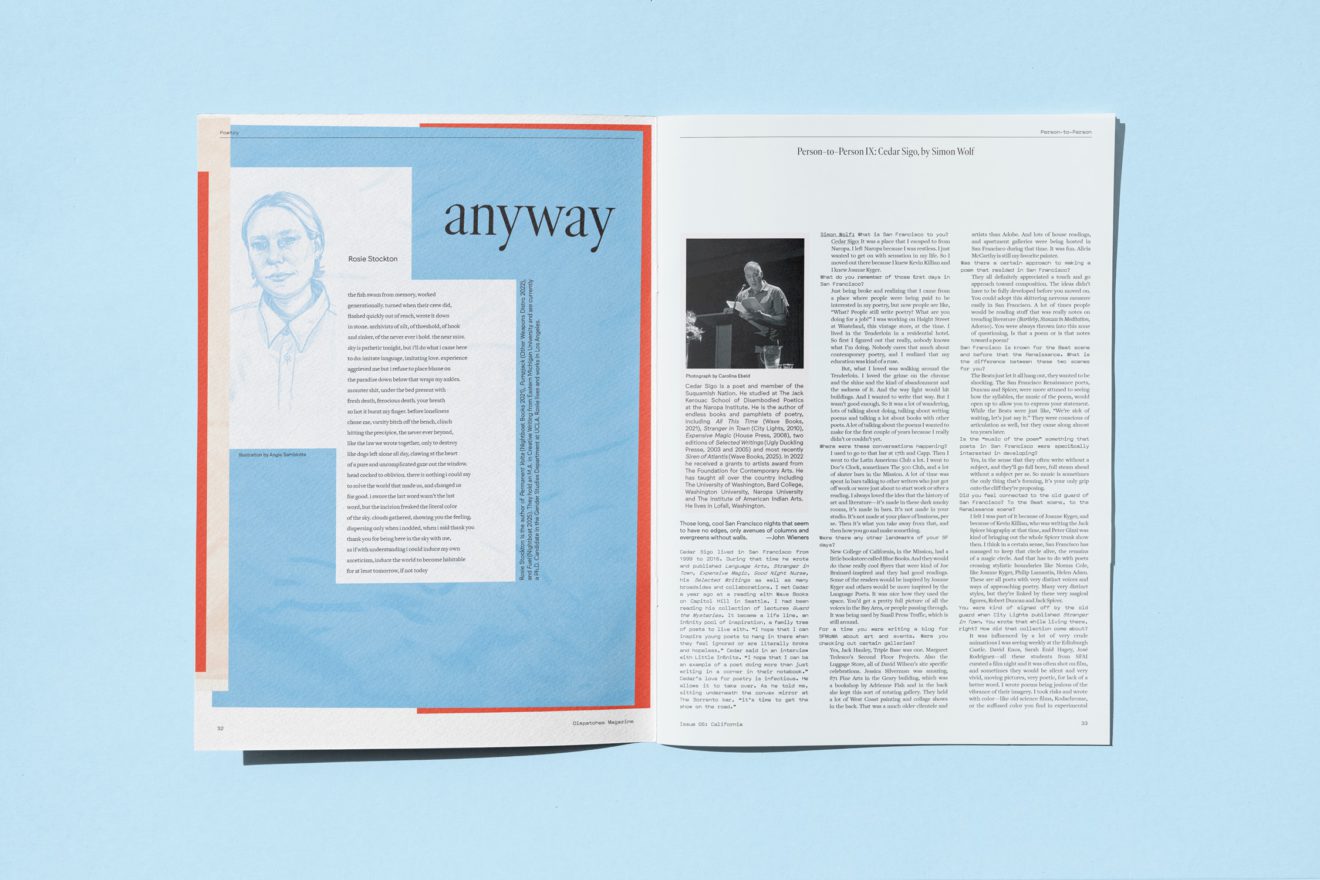 Poetry
anyway
Rosie Stockton
the fish swam from memory, worked
generationally, turned when their crew did,
flashed quickly out of reach, wrote it down
in stone. archivists of silt, of threshold, of hook
and sinker, of the never ever i hold. the near miss.
sky is pathetic tonight, but i'll do what i came here
to do: imitate language, imitating love. experience
aggrieved me but i refuse to place blame on
the paradise down below that wraps my ankles.
assume shit, under the bed present with
fresh death, ferocious death, your breath
so hot it burnt my finger. before loneliness
chose me, varsity bitch off the bench, clinch
hitting the precipice, the never ever beyond,
like the law we wrote together, only to destroy
like dogs left alone all day, clawing at the heart
of a pure and uncomplicated gaze out the window.
head cocked to oblivion, there is nothing i could say
to solve the world that made us, and changed us
for good. i swore the last word wasn't the last
word, but the incision freaked the literal color
of the sky. clouds gathered, showing you the feeling,
dispersing only when i nodded, when i said thank you
thank you for being here in the sky with me,
as if with understanding i could induce my own
asceticism, induce the world to become habitable
for at least tomorrow, if not today
Illustration by Angie Sambirota
Rosie Stockton is the author of Permanent Volta (Nightboat Books 2021), Pumpjack (Other Weapons Distro 2022),
and Fuel (Nightboat 2025). They hold an M.A. in Creative Writing from Eastern Michigan University and are currently
a Ph.D. Candidate in the Gender Studies Department at UCLA. Rosie lives and works in Los Angeles.
32
Dispatches Magazine
Person-to-Person
Person-to-Person IX: Cedar Sigo, by Simon Wolf
Photograph by Carolina Ebeid
Cedar Sigo is a poet and member of the
Suquamish Nation. He studied at The Jack
Kerouac School of Disembodied Poetics
at the Naropa Institute. He is the author of
endless books and pamphlets of poetry,
including All This Time (Wave Books,
2021), Stranger in Town (City Lights, 2010),
Expensive Magic (House Press, 2008), two
editions of Selected Writings (Ugly Duckling
Presse, 2003 and 2005) and most recently
Siren of Atlantis (Wave Books, 2025). In 2022
he received a grants to artists award from
The Foundation for Contemporary Arts. He
has taught all over the country including
The University of Washington, Bard College,
Washington University, Naropa University
and The Institute of American Indian Arts.
He lives in Lofall, Washington.
Those long, cool San Francisco nights that seem
to have no edges, only avenues of columns and
evergreens without walls. —John Wieners
Cedar Sigo lived in San Francisco from
1999 to 2015. During that time he wrote
and published Language Arts, Stranger in
Town, Expensive Magic, Good Night Nurse,
his Selected Writings as well as many
broadsides and collaborations. I met Cedar
a year ago at a reading with Wave Books
on Capitol Hill in Seattle. I had been
reading his collection of lectures Guard
the Mysteries. It became a life line, an
infinity pool of inspiration, a family tree
of poets to live with. "I hope that I can
inspire young poets to hang in there when
they feel ignored or are literally broke
and hopeless," Cedar said in an interview
with Little Infinite. "I hope that I can be
an example of a poet doing more than just
writing in a corner in their notebook."
Cedar's love for poetry is infectious. He
allows it to take over. As he told me,
sitting underneath the convex mirror at
The Sorrento bar, "it's time to get the
show on the road."
Simon Wolf: What is San Francisco to you?
Cedar Sigo: It was a place that I escaped to from
Naropa. I left Naropa because I was restless. I just
wanted to get on with sensation in my life. So I
moved out there because I knew Kevin Killian and
I knew Joanne Kyger.
What do you remember of those first days in
San Francisco?
Just being broke and realizing that I came from
a place where people were being paid to be
interested in my poetry, but now people are like,
"What? People still write poetry? What are you
doing for a job?" I was working on Haight Street
at Wasteland, this vintage store, at the time. I
lived in the Tenderloin in a residential hotel.
So first I figured out that really, nobody knows
what I'm doing. Nobody cares that much about
contemporary poetry, and I realized that my
education was kind of a ruse.
But, what I loved was walking around the
Tenderloin. I loved the grime on the chrome
and the shine and the kind of abandonment and
the sadness of it. And the way light would hit
buildings. And I wanted to write that way. But I
wasn't good enough. So it was a lot of wandering,
lots of talking about doing, talking about writing
poems and talking a lot about books with other
poets. A lot of talking about the poems I wanted to
make for the first couple of years because I really
didn't or couldn't yet.
Where were these conversations happening?
I used to go to that bar at 17th and Capp. Then I
went to the Latin American Club a lot. I went to
Doc's Clock, sometimes The 500 Club, and a lot
of skater bars in the Mission. A lot of time was
spent in bars talking to other writers who just got
off work or were just about to start work or after a
reading. I always loved the idea that the history of
art and literature—it's made in these dark smoky
rooms, it's made in bars. It's not made in your
studio. It's not made at your place of business, per
se. Then it's what you take away from that, and
then how you go and make something.
Were there any other landmarks of your SF
days?
New College of California, in the Mission, had a
little bookstore called Blue Books. And they would
do these really cool flyers that were kind of Joe
Brainard-inspired and they had good readings.
Some of the readers would be inspired by Joanne
Kyger and others would be more inspired by the
Language Poets. It was nice how they used the
space. You'd get a pretty full picture of all the
voices in the Bay Area, or people passing through.
It was being used by Small Press Traffic, which is
still around.
For a time you were writing a blog for
SFMoMA about art and events. Were you
checking out certain galleries?
Yes, Jack Hanley, Triple Base was one. Margaret
Tedesco's Second Floor Projects. Also the
Luggage Store, all of David Wilson's site specific
celebrations. Jessica Silverman was amazing,
871 Fine Arts in the Geary building, which was
a bookshop by Adrienne Fish and in the back
she kept this sort of rotating gallery. They held
a lot of West Coast painting and collage shows
in the back. That was a much older clientele and
artists than Adobe. And lots of house readings,
and apartment galleries were being hosted in
San Francisco during that time. It was fun. Alicia
McCarthy is still my favorite painter.
Was there a certain approach to making a
poem that resided in San Francisco?
They all definitely appreciated a touch and go
approach toward composition. The ideas didn't
have to be fully developed before you moved on.
You could adopt this skittering nervous measure
easily in San Francisco. A lot of times people
would be reading stuff that was really notes on
treading literature (Bartleby, Nausea in Meditation,
Adorno). You were always thrown into this zone
of questioning, Is that a poem or is that notes
toward a poem?
San Francisco is known for the Beat scene
and before that the Renaissance. What is
the difference between these two scenes
for you?
The Beats just let it all hang out, they wanted to be
shocking. The San Francisco Renaissance poets,
Duncan and Spicer, were more attuned to seeing
how the syllables, the music of the poem, would
open up to allow you to express your statement.
While the Beats were just like, "We're sick of
waiting, let's just say it." They were conscious of
articulation as well, but they came along almost
ten years later.
Is the "music of the poem" something that
poets in San Francisco were specifically
interested in developing?
Yes, in the sense that they often write without a
subject, and they'll go full bore, full steam ahead
without a subject per se. So music is sometimes
the only thing that's focusing, it's your only grip
onto the cliff they're proposing.
Did you feel connected to the old guard of
San Francisco? To the Beat scene, to the
Renaissance scene?
I felt I was part of it because of Joanne Kyger, and
because of Kevin Killian, who was writing the Jack
Spicer biography at that time, and Peter Gizzi was
kind of bringing out the whole Spicer trunk show
then. I think in a certain sense, San Francisco has
managed to keep that circle alive, the remains
of a magic circle. And that has to do with poets
crossing stylistic boundaries like Norma Cole,
like Joanne Kyger, Philip Lamantia, Helen Adam.
These are all poets with very distinct voices and
ways of approaching poetry. Many very distinct
styles, but they're linked by these very magical
figures, Robert Duncan and Jack Spicer.
You were kind of signed off by the old
guard when City Lights published Stranger
in Town. You wrote that while living there,
right? How did that collection come about?
It was influenced by a lot of very crude
animations I was seeing weekly at the Edinburgh
Castle. David Enos, Sarah Enid Hagey, José
Rodriguez—all these students from SFAI
curated a film night and it was often shot on film,
and sometimes they would be silent and very
vivid, moving pictures, very poetic, for lack of a
better word. I wrote poems being jealous of the
vibrance of their imagery. I took risks and wrote
with color—like old science films, Kodachrome,
or the suffused color you find in experimental
Issue 05: California
33